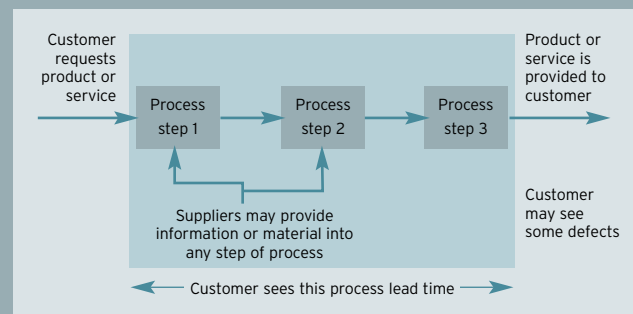 Customer
requests
product or
service
Process
step 1
Process
step 2
Process
step 3
Product or
service is
provided to
customer
Suppliers may provide
information or material into
any step of process
Customer
may see
some defects
Customer sees this process lead time